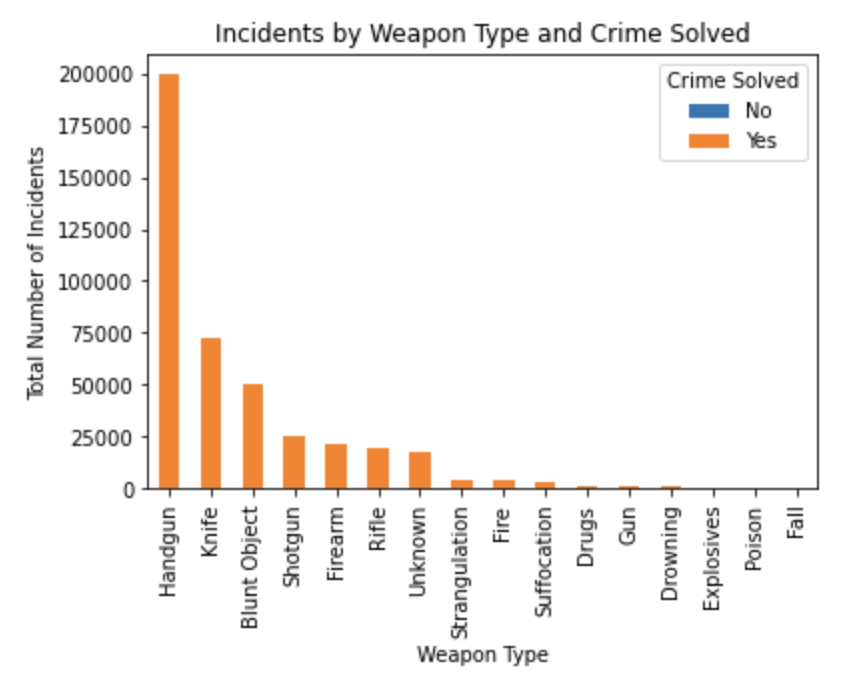 Incidents by Weapon Type and Crime Solved
Crime Solved
No
Yes
Total Number of Incidents
200000
175000
150000
125000
100000
75000
50000
25000
0
Handgun
Knife
Blunt Object
Shotgun
Firearm
Rifle
Unknown
Strangulation
Fire
Suffocation
Drugs
Gun
Drowning
Explosives
Poison
Fall
Weapon Type